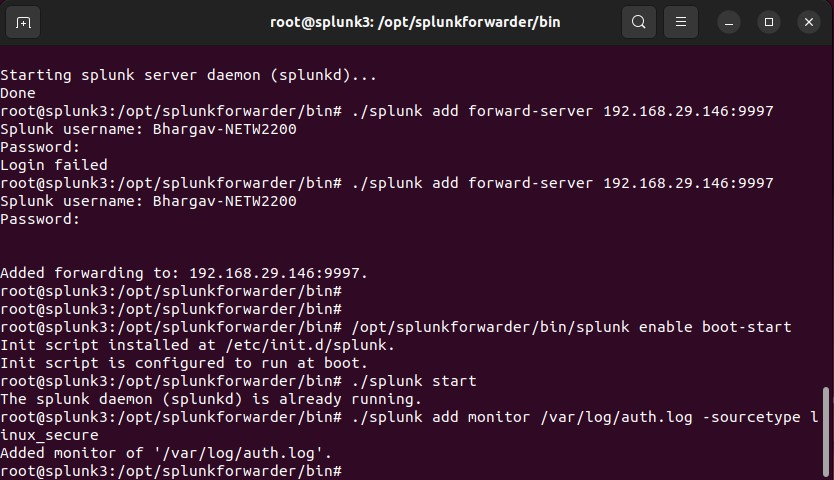 root@splunk3: /opt/splunkforwarder/bin
Starting splunk server daemon (splunkd)...
Done
root@splunk3:/opt/splunkforwarder/bin# ./splunk add forward-server 192.168.29.146:9997
Splunk username: Bhargav-NETW2200
Password:
Login failed
root@splunk3:/opt/splunkforwarder/bin# ./splunk add forward-server 192.168.29.146:9997
Splunk username: Bhargav-NETW2200
Password:
Added forwarding to: 192.168.29.146:9997.
root@splunk3:/opt/splunkforwarder/bin#
root@splunk3:/opt/splunkforwarder/bin#
root@splunk3:/opt/splunkforwarder/bin# /opt/splunkforwarder/bin/splunk enable boot-start
Init script installed at /etc/init.d/splunk.
Init script is configured to run at boot.
root@splunk3:/opt/splunkforwarder/bin# ./splunk start
The splunk daemon (splunkd) is already running.
root@splunk3:/opt/splunkforwarder/bin# ./splunk add monitor /var/log/auth.log -sourcetype l
inux_secure
Added monitor of '/var/log/auth.log'.
root@splunk3:/opt/splunkforwarder/bin#